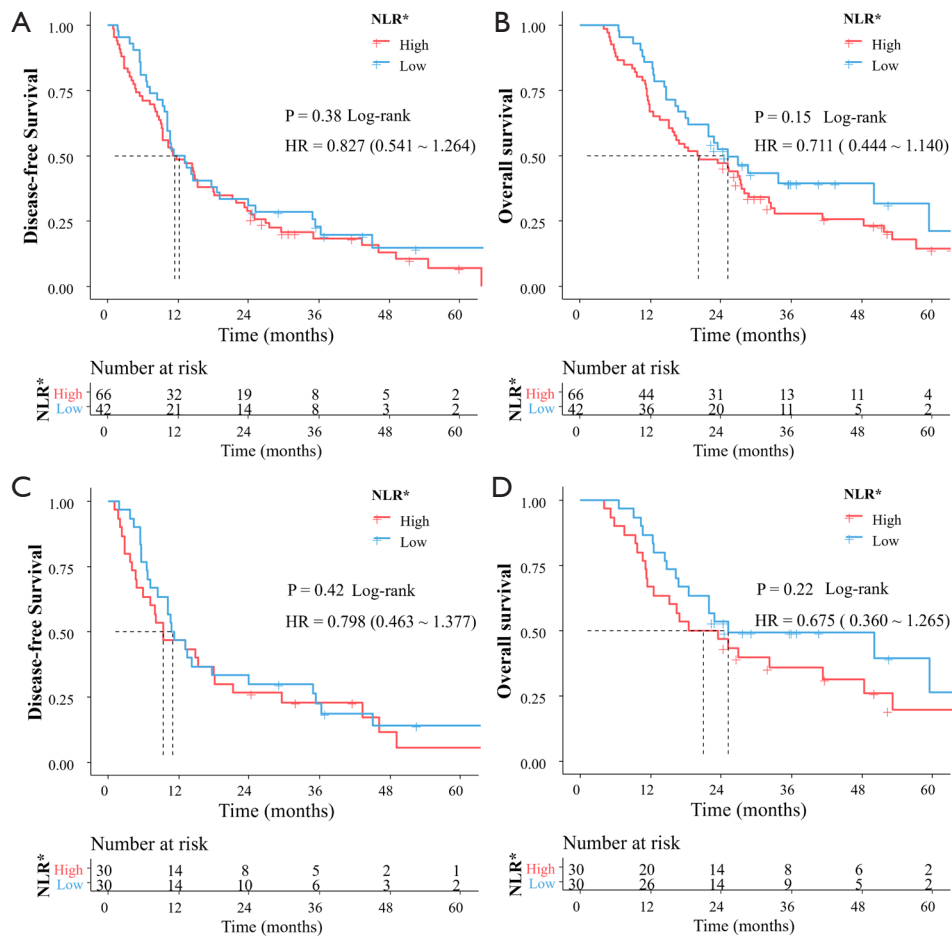 A
Disease-free Survival
1.00
0.75
0.50
0.25
0.00
NLR*
High
Low
P = 0.38 Log-rank
HR = 0.827 (0.541 ~ 1.264)
0 12 24 36 48 60
Time (months)
Number at risk
NLR*
High 66 32 19 8 5 2
Low 42 21 14 8 3 2
0 12 24 36 48 60
Time (months)
B
Overall survival
1.00
0.75
0.50
0.25
0.00
NLR*
High
Low
P = 0.15 Log-rank
HR = 0.711 ( 0.444 ~ 1.140)
0 12 24 36 48 60
Time (months)
Number at risk
NLR*
High 66 44 31 13 11 4
Low 42 36 20 11 5 2
0 12 24 36 48 60
Time (months)
C
Disease-free Survival
1.00
0.75
0.50
0.25
0.00
NLR*
High
Low
P = 0.42 Log-rank
HR = 0.798 (0.463 ~ 1.377)
0 12 24 36 48 60
Time (months)
Number at risk
NLR*
High 30 14 8 5 2 1
Low 30 14 10 6 3 2
0 12 24 36 48 60
Time (months)
D
Overall survival
1.00
0.75
0.50
0.25
0.00
NLR*
High
Low
P = 0.22 Log-rank
HR = 0.675 ( 0.360 ~ 1.265)
0 12 24 36 48 60
Time (months)
Number at risk
NLR*
High 30 20 14 8 6 2
Low 30 26 14 9 5 2
0 12 24 36 48 60
Time (months)